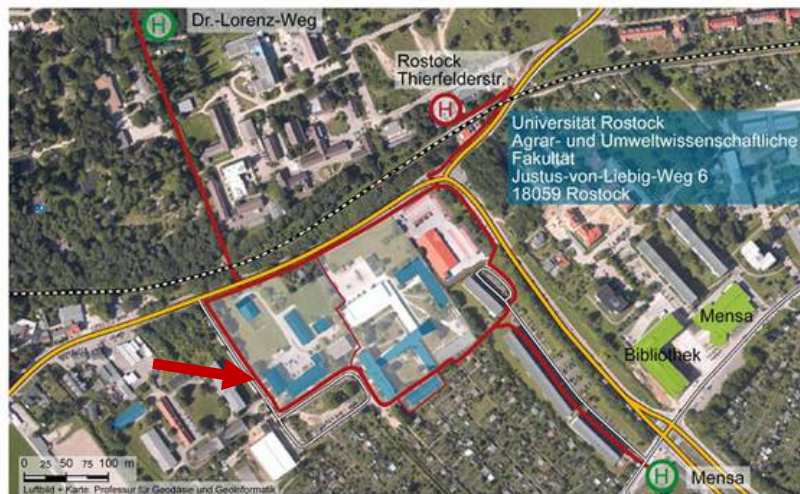 H Dr.-Lorenz-Weg
Rostock
Thierfelderstr.
H
Universität Rostock
Agrar- und Umweltwissenschaftliche
Fakultät
Justus-von-Liebig-Weg 6
18059 Rostock
Mensa
Bibliothek
H Mensa
0 25 50 75 100 m
Luftbild + Karte: Professur für Geodäsie und Geoinformatik